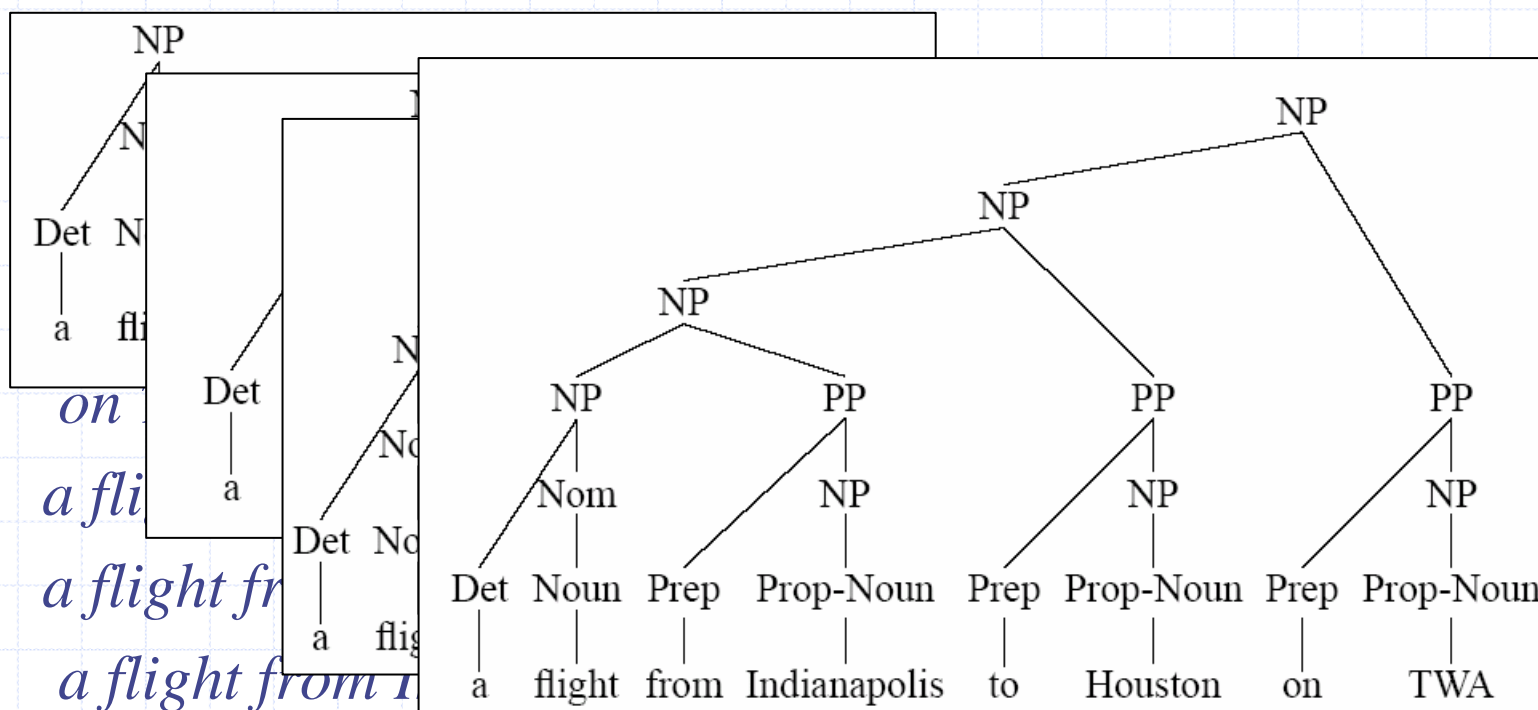 NP
Det
a
Det
a
Det
a
NP
NP
NP
NP PP PP PP
Nom NP NP NP
Det Noun Prep Prop-Noun Prep Prop-Noun Prep Prop-Noun
a flight from Indianapolis to Houston on TWA
on
a
a flight
a flight from